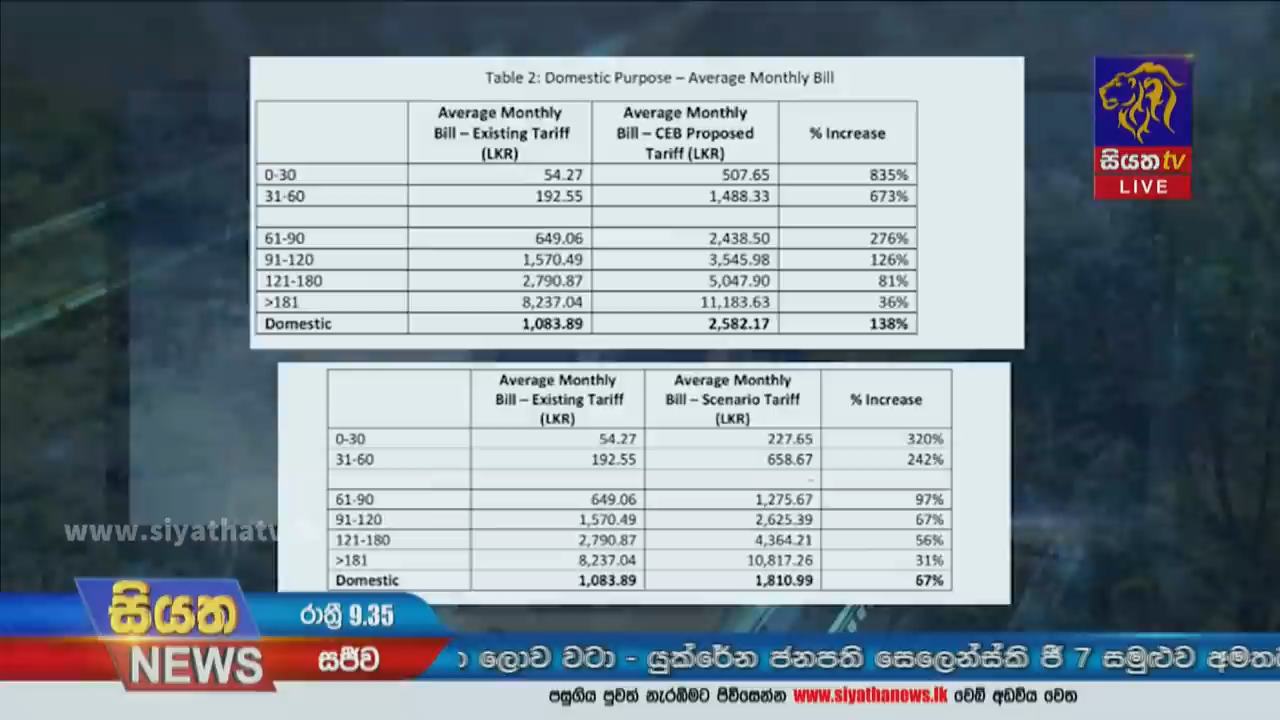 Table 2: Domestic Purpose – Average Monthly Bill
Average Monthly Bill – Existing Tariff (LKR) Average Monthly Bill – CEB Proposed Tariff (LKR) % Increase
0-30 54.27 507.65 835%
31-60 192.55 1,488.33 673%
61-90 649.06 2,438.50 276%
91-120 1,570.49 3,545.98 126%
121-180 2,790.87 5,047.90 81%
>181 8,237.04 11,183.63 36%
Domestic 1,083.89 2,582.17 138%
සියත tv
LIVE
Average Monthly Bill – Existing Tariff (LKR) Average Monthly Bill – Scenario Tariff (LKR) % Increase
0-30 54.27 227.65 320%
31-60 192.55 658.67 242%
-
61-90 649.06 1,275.67 97%
91-120 1,570.49 2,625.39 67%
121-180 2,790.87 4,364.21 56%
>181 8,237.04 10,817.26 31%
Domestic 1,083.89 1,810.99 67%
www.siyathatv
සියත
NEWS
රාත්‍රී 9.35
සජීව
ලොව වටා - යුක්රේන ජනපති සෙලෙන්ස්කි ජී 7 සමුළුව
පසුගිය පුවත් නැරඹීමට පිවිසෙන්න www.siyathanews.lk වෙබ් අඩවිය වෙත